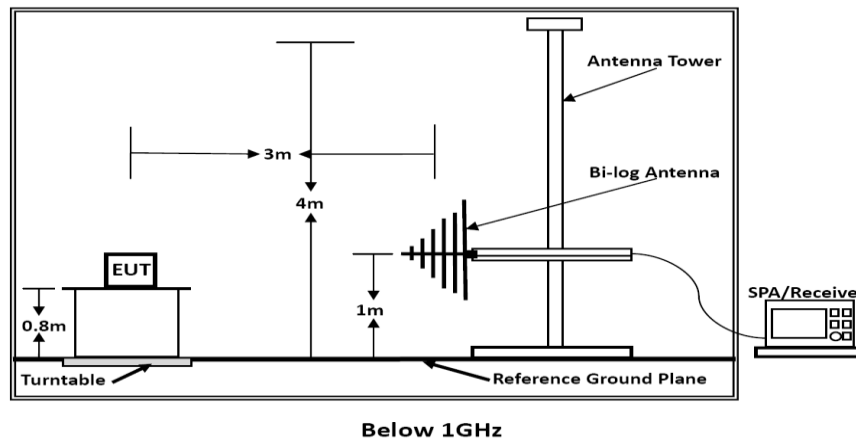 Antenna Tower
3m
Bi-log Antenna
4m
EUT
SPA/Receive
0.8m
1m
Turntable
Reference Ground Plane
Below 1GHz